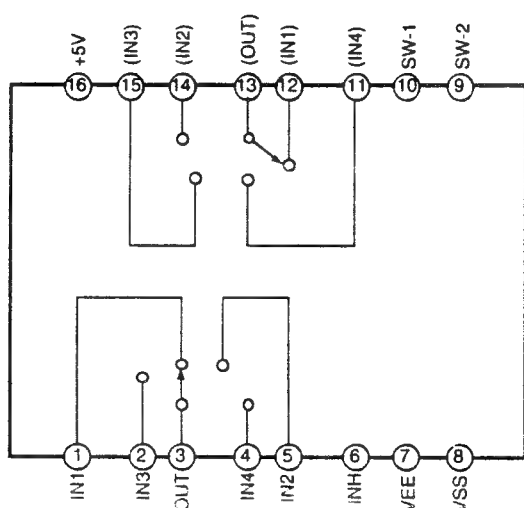 +5V
(IN3)
(IN2)
(OUT)
(IN1)
(IN4)
SW-1
SW-2
16
15
14
13
12
11
10
9
1
2
3
4
5
6
7
8
IN1
IN3
OUT
IN4
IN2
INH
VEE
VSS